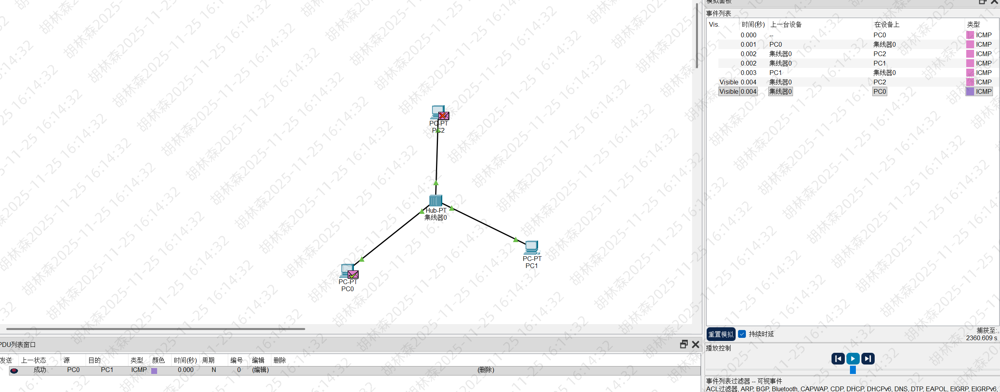 模拟面板
事件列表
Vis. 时间(秒) 上一台设备 在设备上 类型
0.000 -- PC0 ICMP
0.001 PC0 集线器0 ICMP
0.002 集线器0 PC2 ICMP
0.002 集线器0 PC1 ICMP
0.003 PC1 集线器0 ICMP
Visible 0.004 集线器0 PC2 ICMP
Visible 0.004 集线器0 PC0 ICMP
PC-PT
PC2
Hub-PT
集线器0
PC-PT
PC1
PC-PT
PC0
重置模拟 持续时延
捕获至:
2360.609 s
播放控制
PDU列表窗口
发送 上一状态 源 目的 类型 颜色 时间(秒) 周期 编号 编辑 删除
成功 PC0 PC1 ICMP 0.000 N 0 (编辑) (删除)
事件列表过滤器 -- 可视事件
ACL过滤器, ARP, BGP, Bluetooth, CAPWAP, CDP, DHCP, DHCPv6, DNS, DTP, EAPOL, EIGRP, EIGRPv6,
胡林森2025-11-25 16:14:32